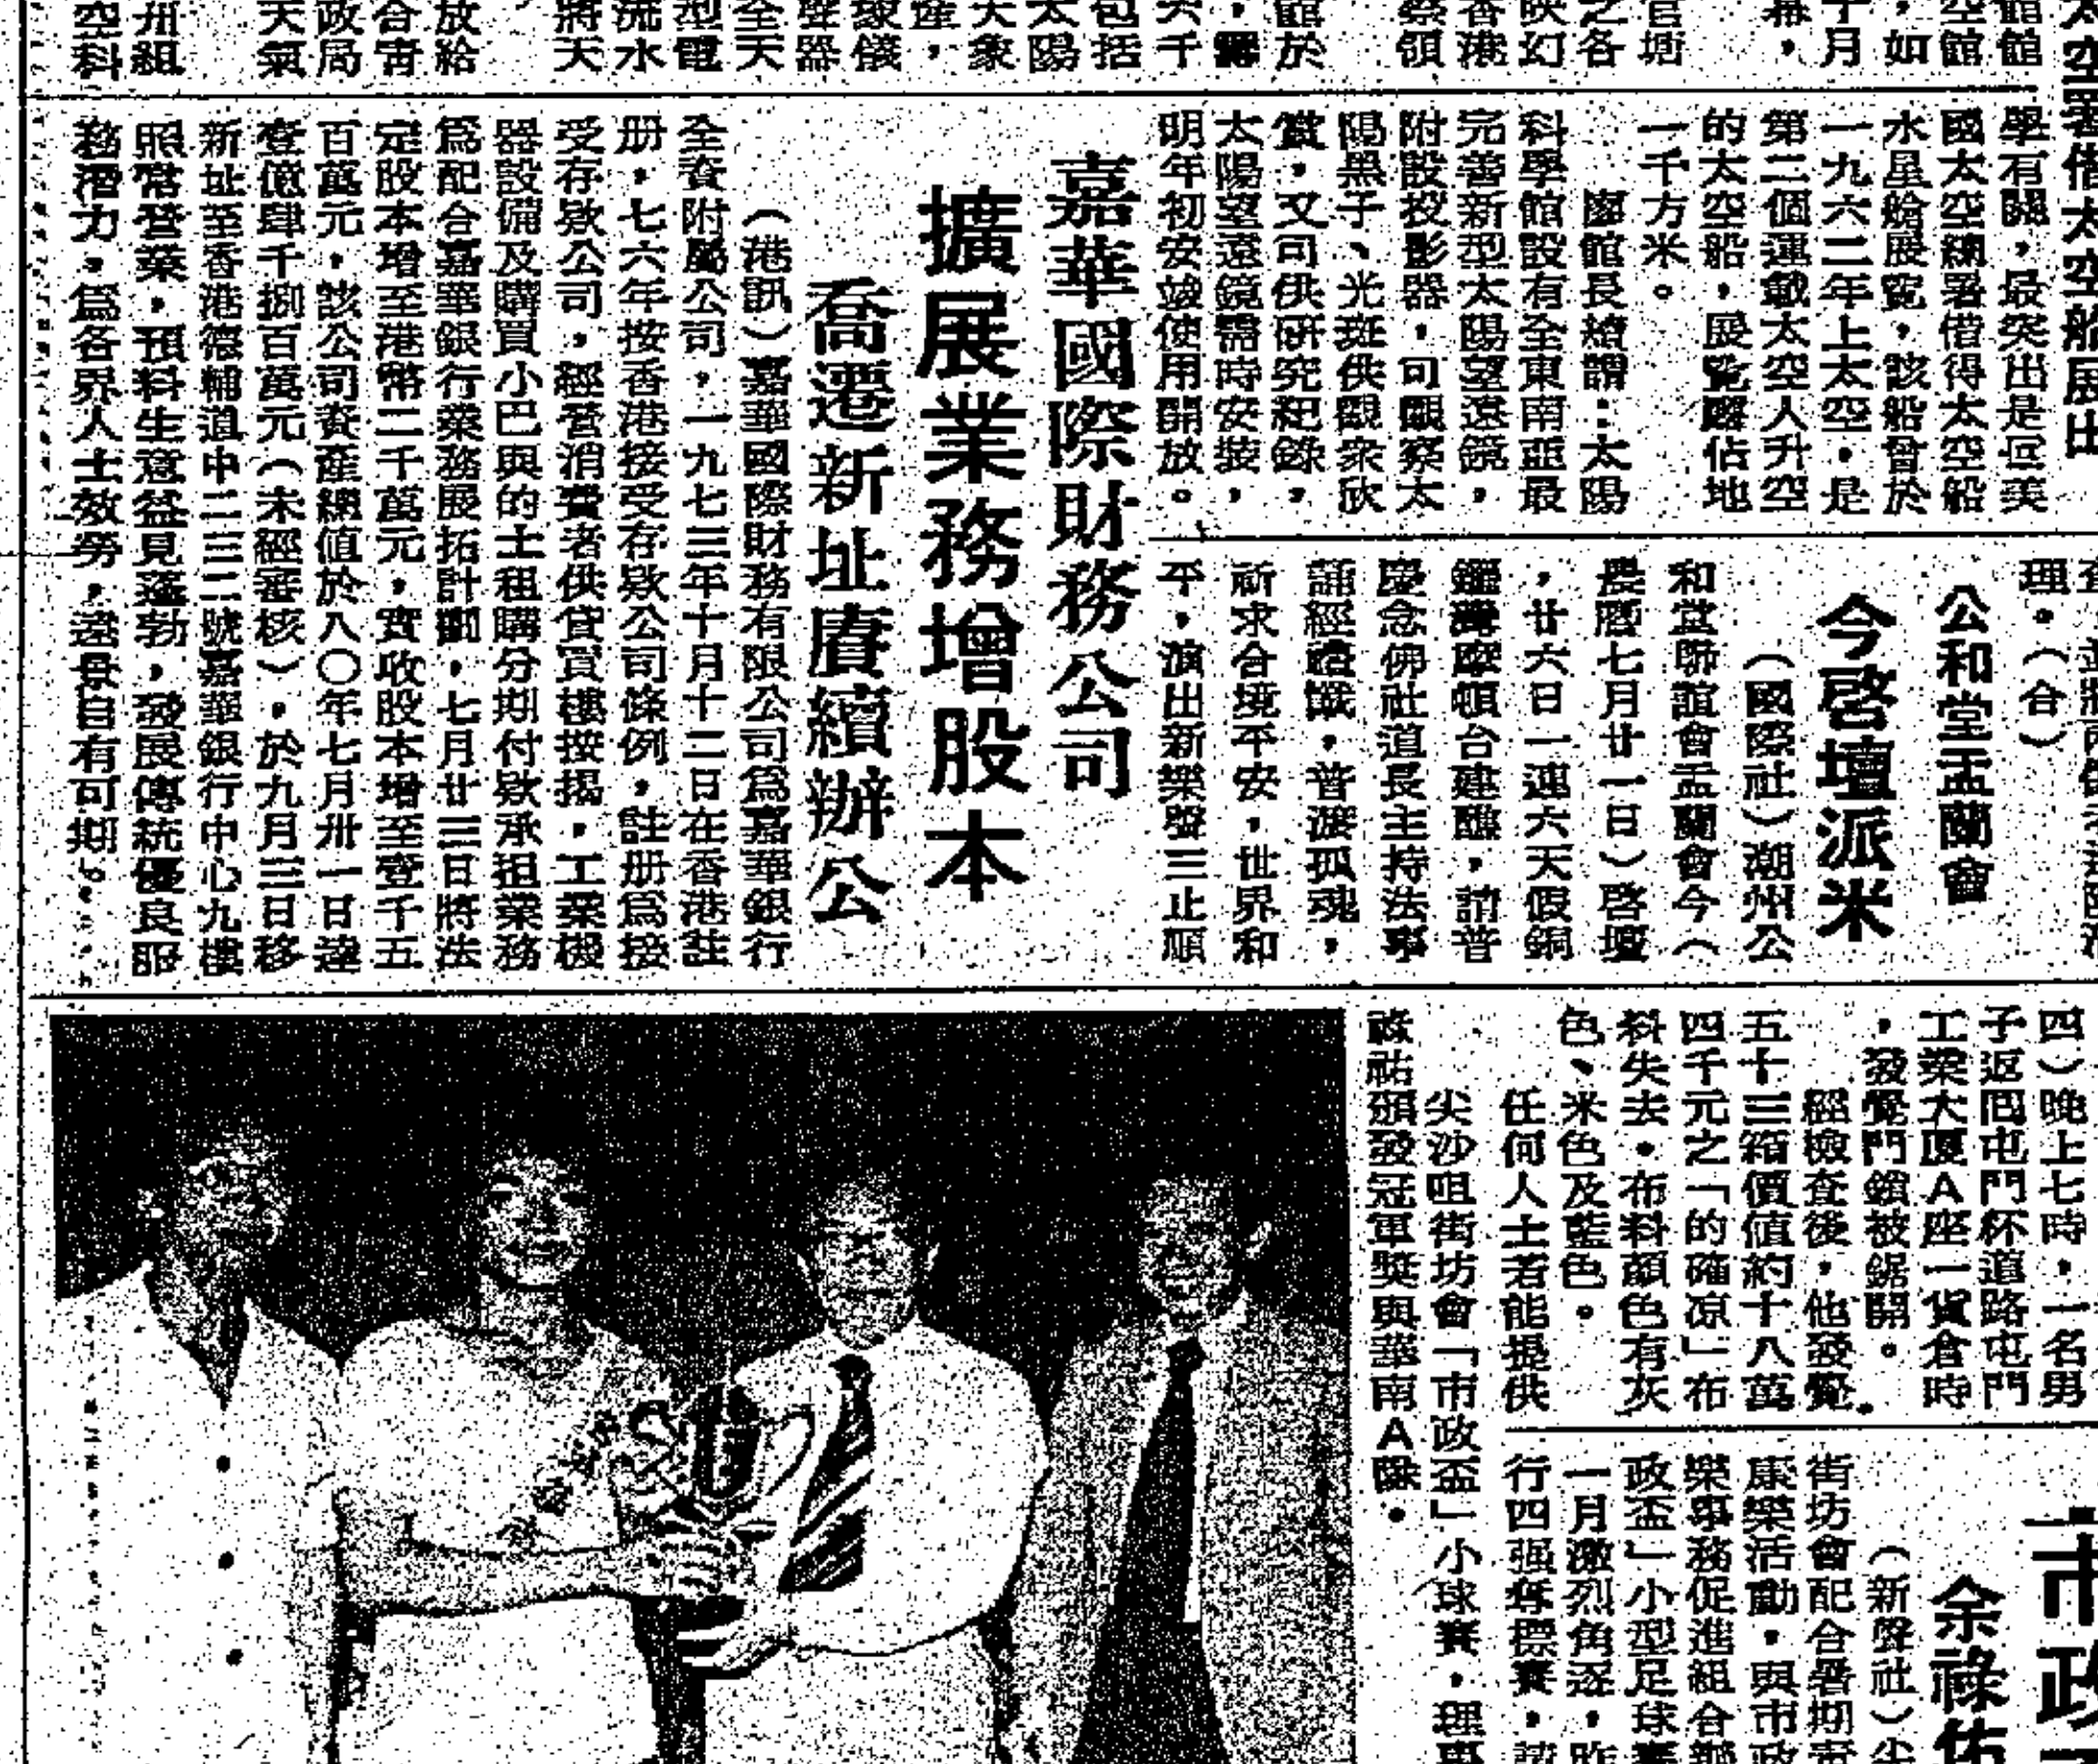 學有關，最突出是回美
國太空總署借得太空船
水星艙展覽，該船曾於
一九六二年上太空，是
第二個運載太空人升空
的太空船，展覽廳佔地
一千方米。
廖館長續謂：太陽
科學館設有全東南亞最
完善新型太陽望遠鏡，
附設投影器，可觀察太
陽黑子、光斑供觀衆欣
賞，又可供研究紀錄，
太陽望遠鏡需時安裝，
明年初安竣使用開放。
嘉華國際財務公司
擴展業務增股本
喬遷新址賡續辦公
（港訊）嘉華國際財務有限公司爲嘉華銀行
全資附屬公司，一九七三年十月十二日在香港註
册，七六年按香港接受存欵公司條例，註册爲接
受存欵公司，經營消費者供貸買樓按揭，工業機
器設備及購買小巴與的士租購分期付欵承租業務
爲配合嘉華銀行業務展拓計劃，七月廿三日將法
定股本增至港幣二千萬元，實收股本增至壹千五
百萬元，該公司資產總值於八〇年七月卅一日達
壹億肆千捌百萬元（未經審核），於九月三日移
新址至香港德輔道中二三二號嘉華銀行中心九樓
照常營業，預料生意益見蓬勃，發展傳統優良服
務潛力，爲各界人士效勞，遠景自有可期。
理。（合）
公和堂盂蘭會
今啓壇派米
（國際社）潮州公
和堂聯誼會盂蘭會今（
農曆七月廿一日）啓壇
，廿六日一連六天假銅
鑼灣摩頓台建醮，請普
慶念佛社道長主持法事
誦經禮懺，普渡孤魂，
祈求合境平安，世界和
平，演出新樂聲三止順
四）晚上七時，一名男
子返囘屯門杯道路屯門
工業大厦A座一貨倉時
，發覺門鎖被鋸開。
經檢查後，他發覺
五十三箱價值約十八萬
四千元之「的確凉」布
料失去。布料顏色有灰
色、米色及藍色。
任何人士若能提供
市政
余祿佑
（新聲社）尖
街坊會配合暑期
康樂活動，與市政
樂事務促進組合辦
政盃」小型足球賽
一月激烈角逐，昨
行四强奪標賽，
尖沙咀街坊會「市政盃」小球賽，理事
祿祐頒發冠軍獎與華南A隊。